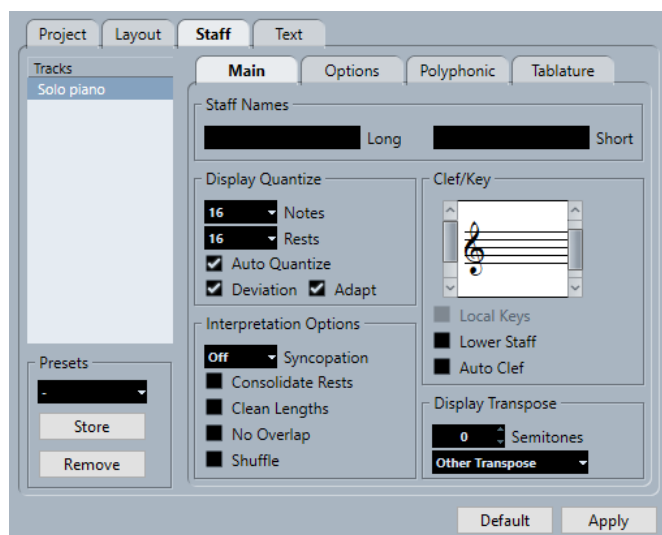 Project Layout Staff Text
Tracks
Solo piano
Presets
-
Store
Remove
Main Options Polyphonic Tablature
Staff Names
Long Short
Display Quantize
16 Notes
16 Rests
Auto Quantize
Deviation Adapt
Interpretation Options
Off Syncopation
Consolidate Rests
Clean Lengths
No Overlap
Shuffle
Clef/Key
Local Keys
Lower Staff
Auto Clef
Display Transpose
0 Semitones
Other Transpose
Default Apply